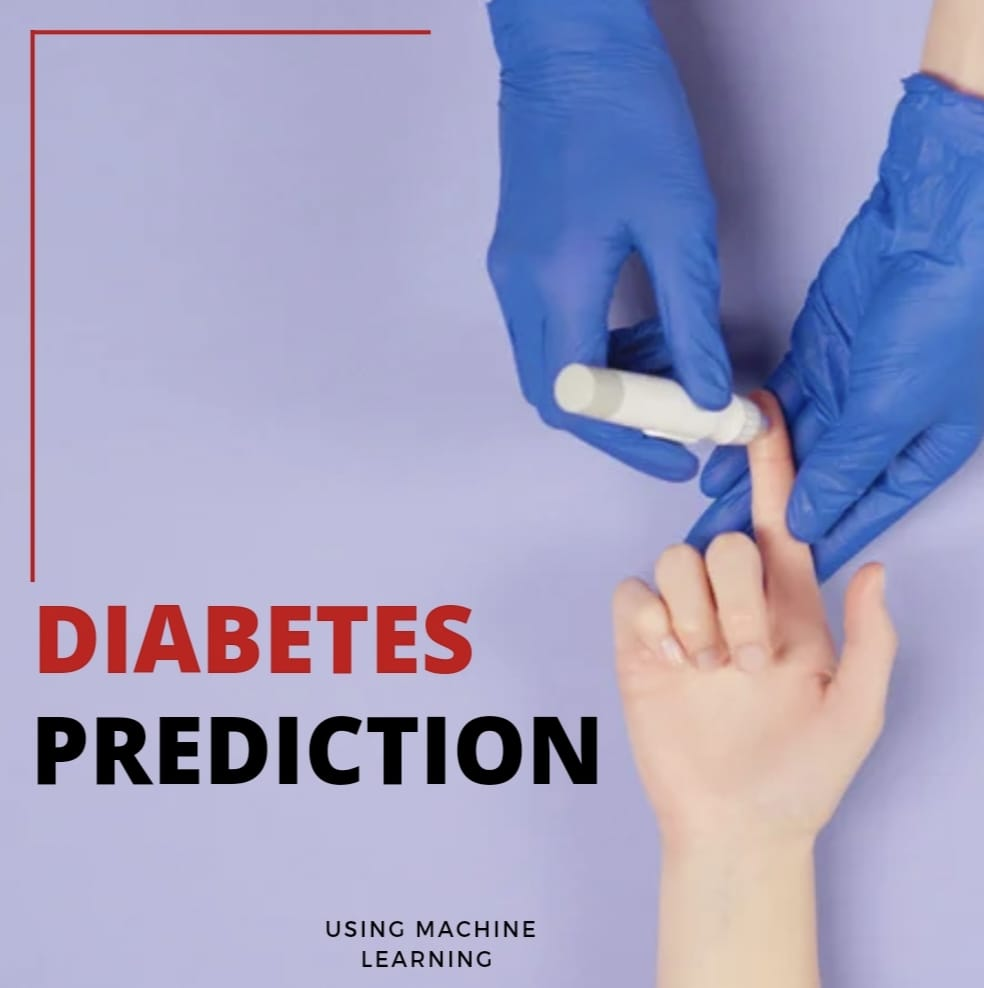 DIABETES
PREDICTION
USING MACHINE
LEARNING